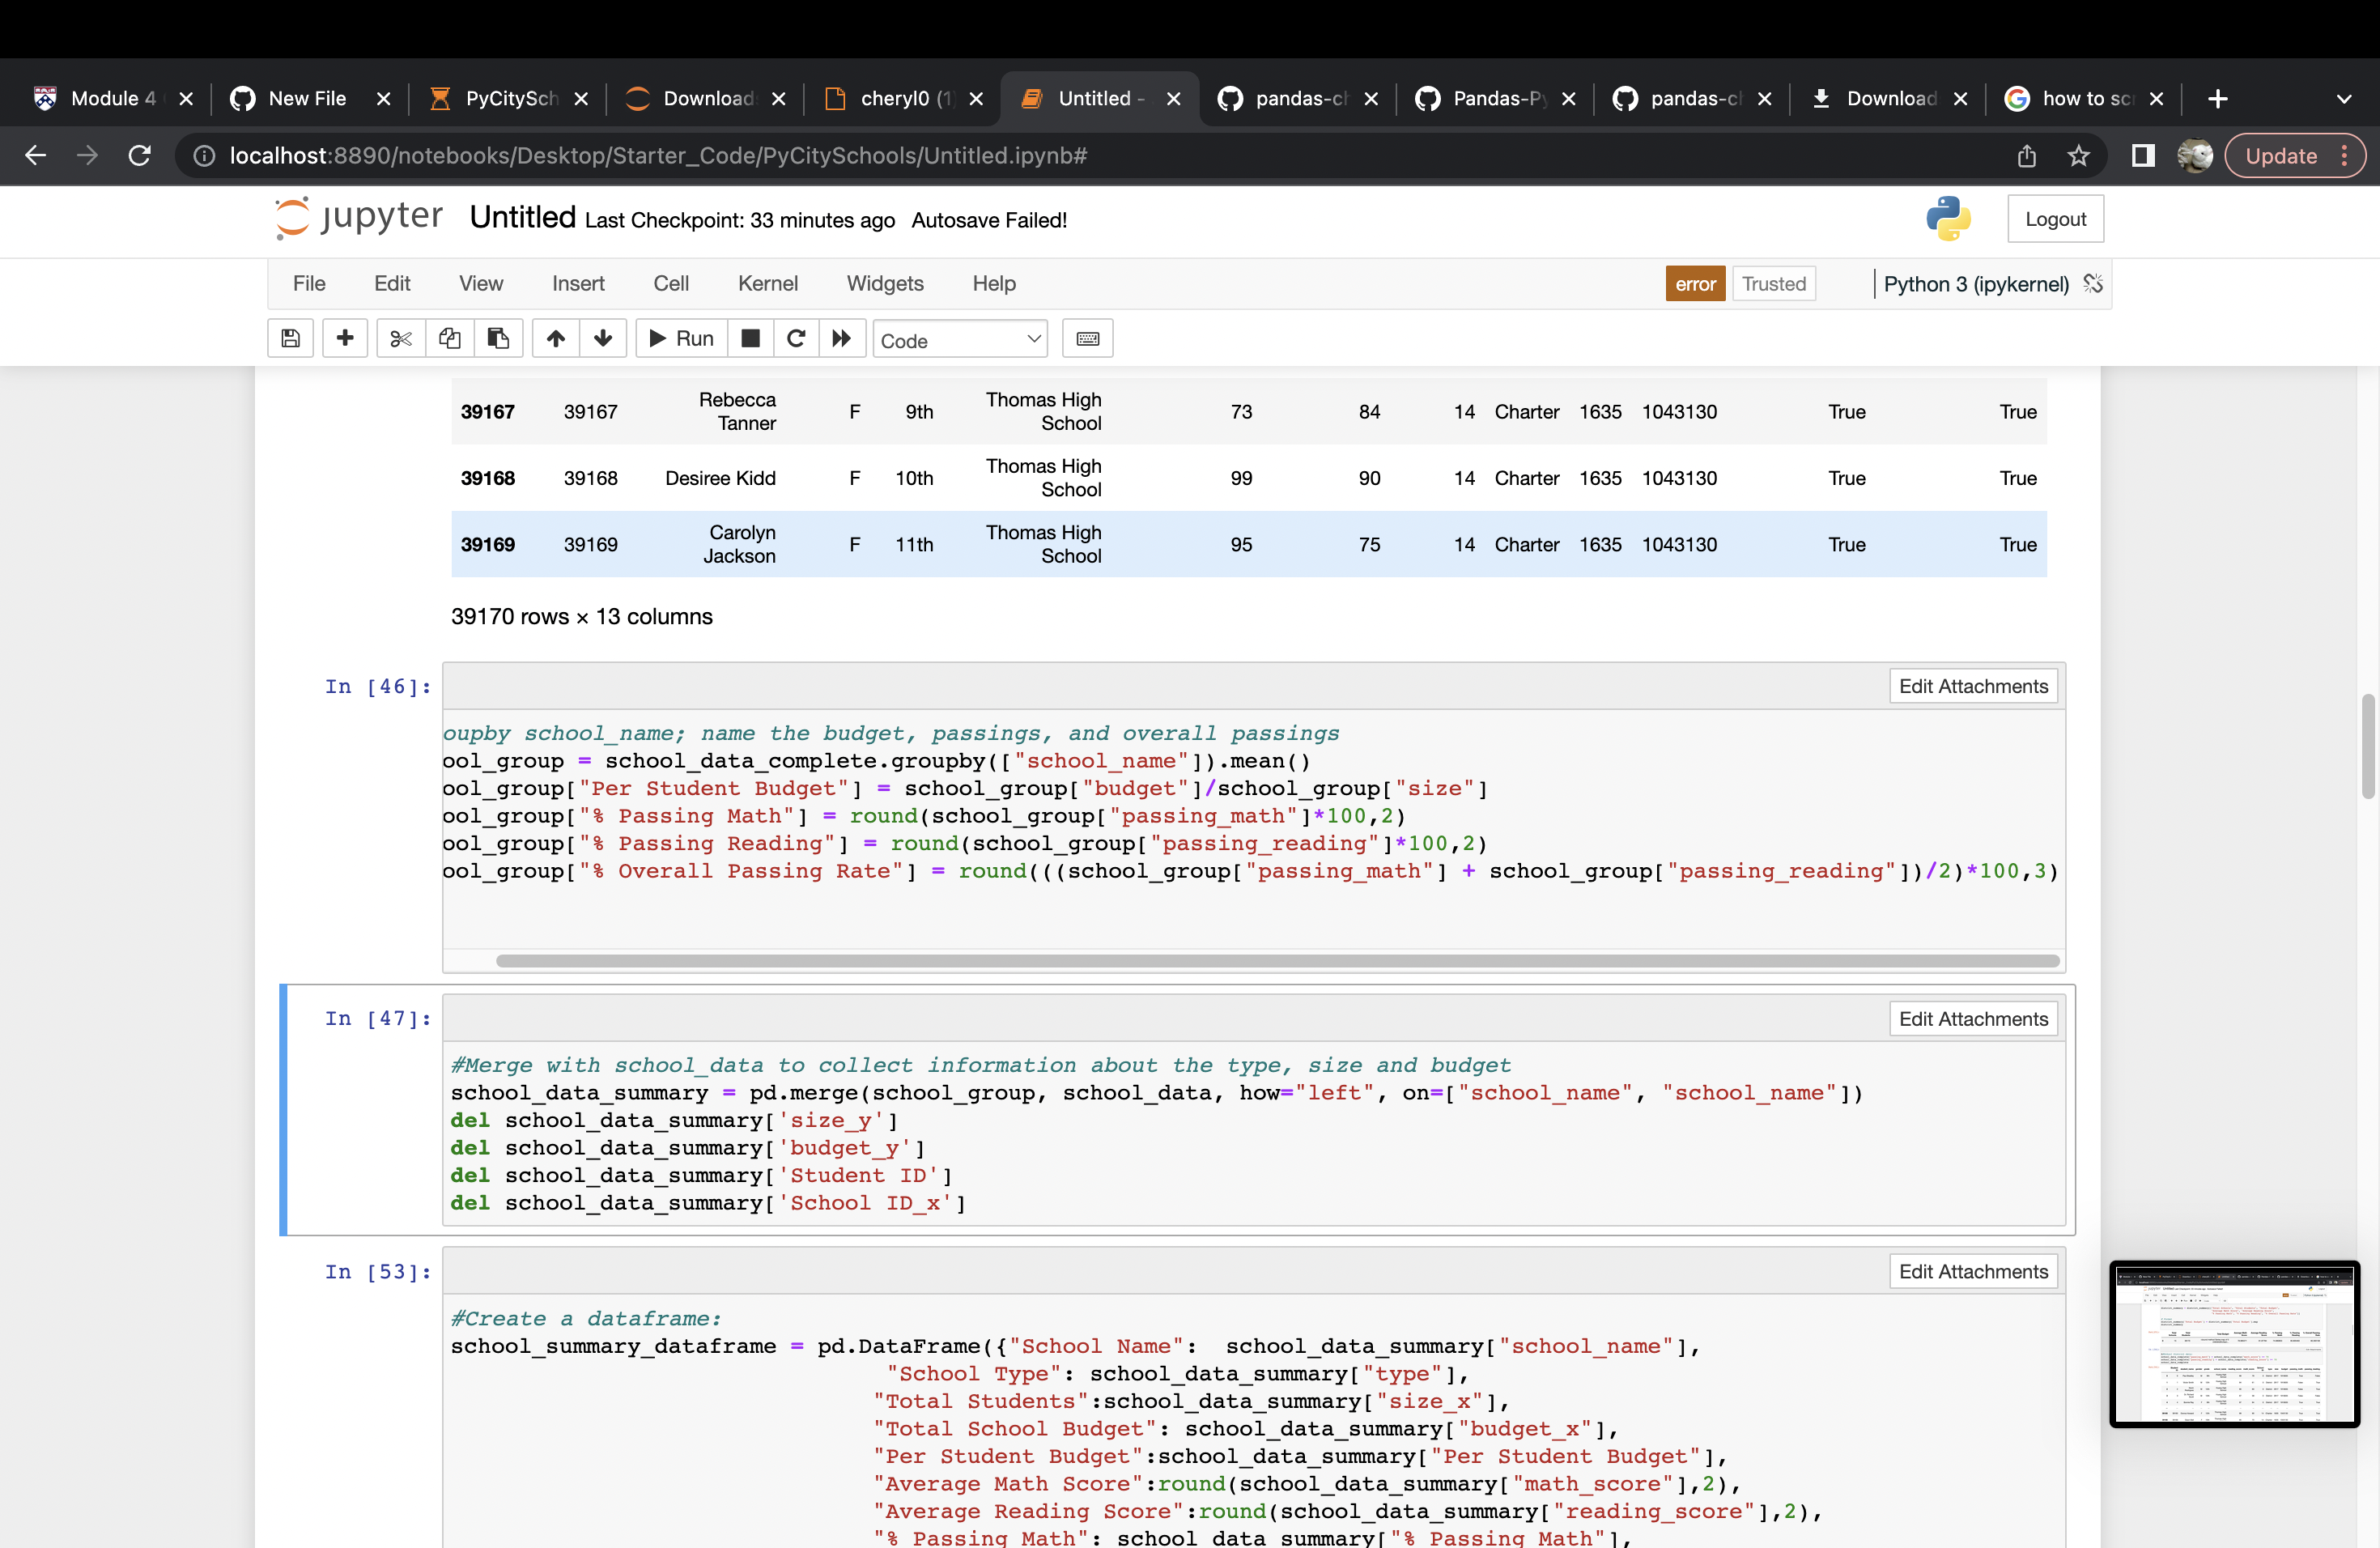 Module 4
New File
PyCitySch
Download
cheryl0 (1
Untitled -
pandas-ch
Pandas-Py
pandas-ch
Download
how to scr
localhost:8890/notebooks/Desktop/Starter_Code/PyCitySchools/Untitled.ipynb#
Update
jupyter Untitled Last Checkpoint: 33 minutes ago Autosave Failed!
Logout
File Edit View Insert Cell Kernel Widgets Help
error Trusted Python 3 (ipykernel)
Run Code
39167 39167 Rebecca Tanner F 9th Thomas High School 73 84 14 Charter 1635 1043130 True True
39168 39168 Desiree Kidd F 10th Thomas High School 99 90 14 Charter 1635 1043130 True True
39169 39169 Carolyn Jackson F 11th Thomas High School 95 75 14 Charter 1635 1043130 True True
39170 rows × 13 columns
In [46]:
Edit Attachments
oupby school_name; name the budget, passings, and overall passings
ool_group = school_data_complete.groupby(["school_name"]).mean()
ool_group["Per Student Budget"] = school_group["budget"]/school_group["size"]
ool_group["% Passing Math"] = round(school_group["passing_math"]*100,2)
ool_group["% Passing Reading"] = round(school_group["passing_reading"]*100,2)
ool_group["% Overall Passing Rate"] = round(((school_group["passing_math"] + school_group["passing_reading"])/2)*100,3)
In [47]:
Edit Attachments
#Merge with school_data to collect information about the type, size and budget
school_data_summary = pd.merge(school_group, school_data, how="left", on=["school_name", "school_name"])
del school_data_summary['size_y']
del school_data_summary['budget_y']
del school_data_summary['Student ID']
del school_data_summary['School ID_x']
In [53]:
Edit Attachments
#Create a dataframe:
school_summary_dataframe = pd.DataFrame({"School Name":  school_data_summary["school_name"],
"School Type": school_data_summary["type"],
"Total Students":school_data_summary["size_x"],
"Total School Budget": school_data_summary["budget_x"],
"Per Student Budget":school_data_summary["Per Student Budget"],
"Average Math Score":round(school_data_summary["math_score"],2),
"Average Reading Score":round(school_data_summary["reading_score"],2),
"% Passing Math": school_data_summary["% Passing Math"],